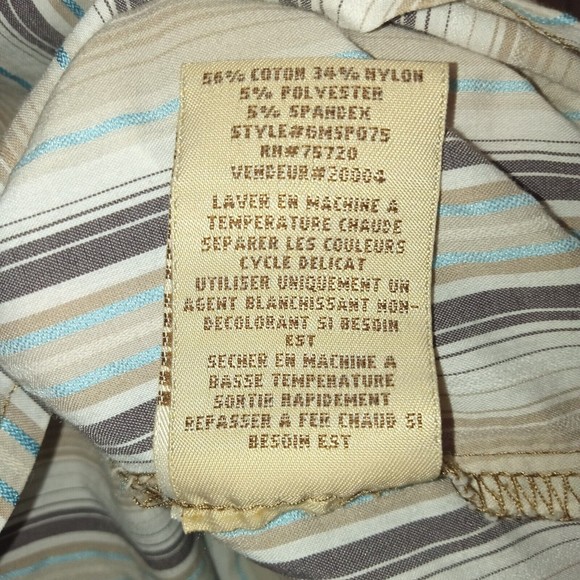 56% COTON 34% NYLON
5% POLYESTER
5% SPANDEX
STYLE#6MSP075
RN#75720
VENDEUR#20004
LAVER EN MACHINE A
TEMPERATURE CHAUDE
SEPARER LES COULEURS
CYCLE DELICAT
UTILISER UNIQUEMENT UN
AGENT BLANCHISSANT NON-
DECOLORANT SI BESOIN
EST
SECHER EN MACHINE A
BASSE TEMPERATURE
SORTIR RAPIDEMENT
REPASSER A FER CHAUD SI
BESOIN EST